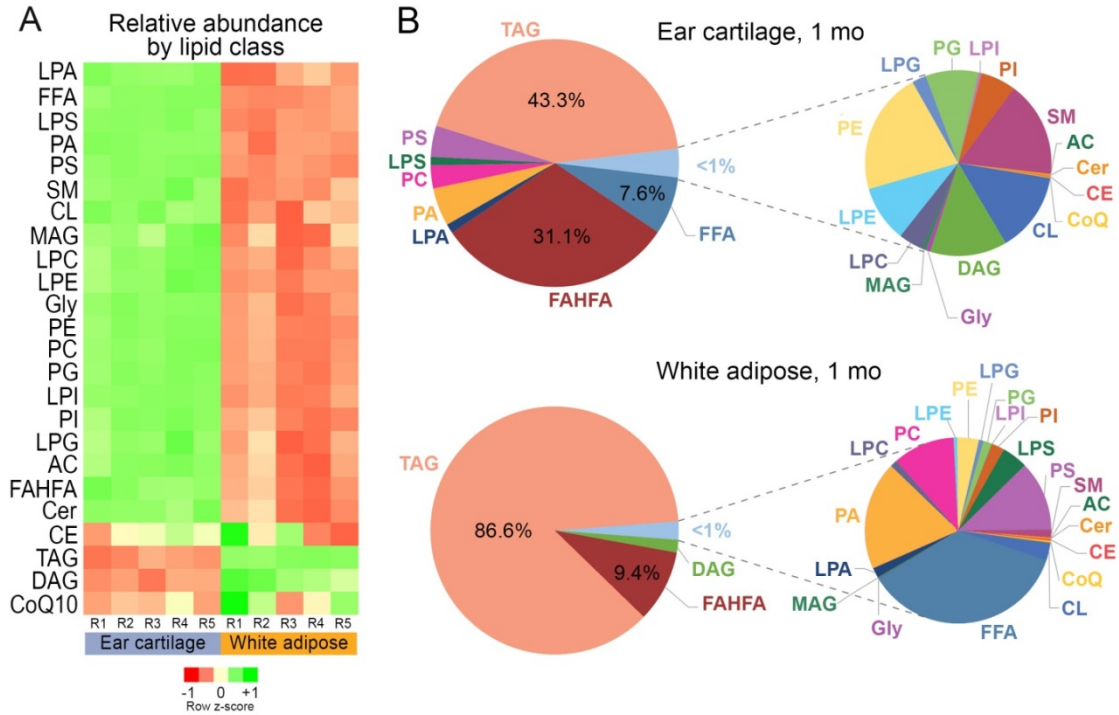 A
Relative abundance
by lipid class
LPA
FFA
LPS
PA
PS
SM
CL
MAG
LPC
LPE
Gly
PE
PC
PG
LPI
PI
LPG
AC
FAHFA
Cer
CE
TAG
DAG
CoQ10
R1 R2 R3 R4 R5 R1 R2 R3 R4 R5
Ear cartilage White adipose
-1 0 +1
Row z-score
B
Ear cartilage, 1 mo
TAG
43.3%
PS
LPS
PC
PA
LPA
31.1%
FAHFA
7.6%
FFA
<1%
LPG
PG
LPI
PI
PE
SM
AC
Cer
CE
CoQ
CL
LPE
LPC
MAG
DAG
Gly
White adipose, 1 mo
TAG
86.6%
<1%
DAG
9.4%
FAHFA
LPE
PE
LPG
PG
LPI
PI
LPC
PC
LPS
PS
SM
AC
Cer
CE
CoQ
CL
PA
LPA
MAG
Gly
FFA